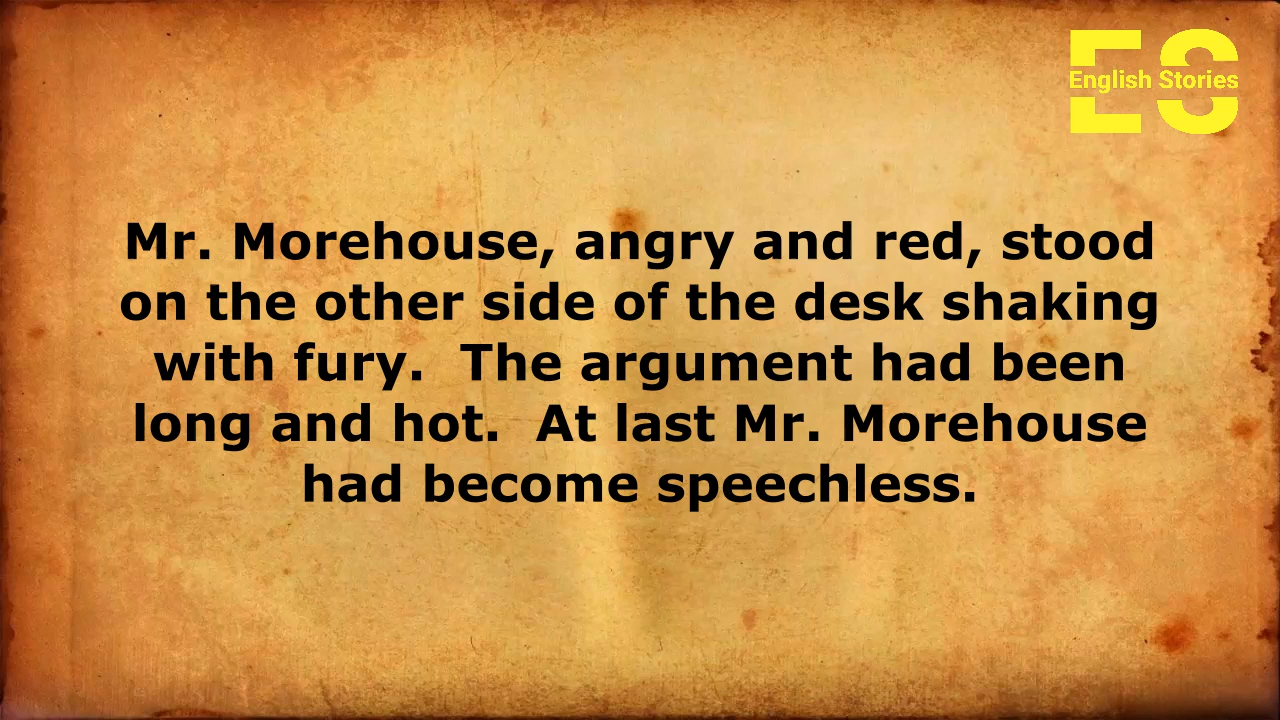 ES
English Stories
Mr. Morehouse, angry and red, stood
on the other side of the desk shaking
with fury.  The argument had been
long and hot.  At last Mr. Morehouse
had become speechless.